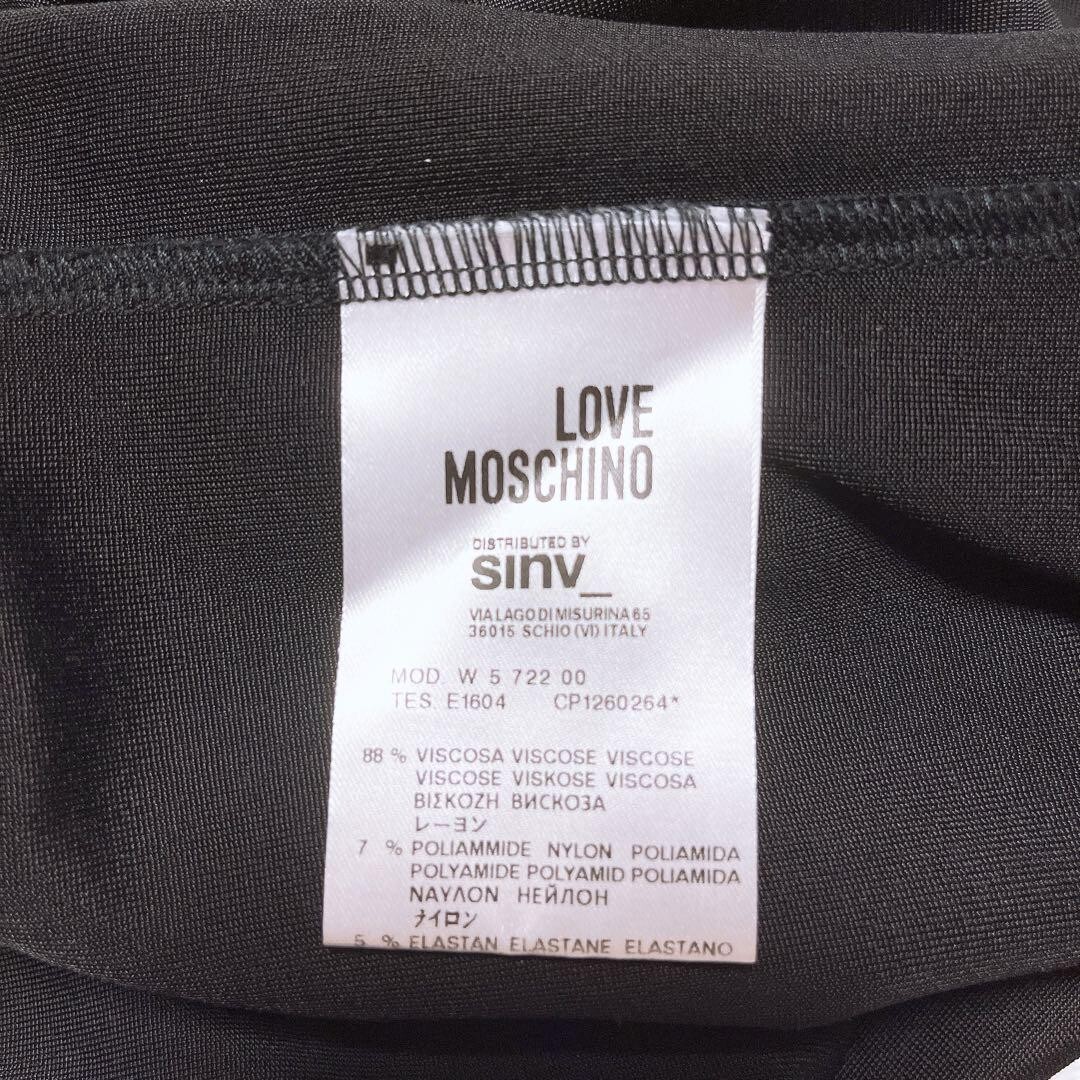 LOVE
MOSCHINO
DISTRIBUTED BY
sinv_
VIA LAGO DI MISURINA 65
36015 SCHIO (VI) ITALY
MOD. W 5 722 00
TES. E1604 CP1260264*
88 % VISCOSA VISCOSE VISCOSE
VISCOSE VISKOSE VISCOSA
ΒΙΣΚΟΖΗ ВИСКОЗА
レーヨン
7 % POLIAMMIDE NYLON POLIAMIDA
POLYAMIDE POLYAMID POLIAMIDA
ΝΑΥΛΟΝ НЕЙЛОН
ナイロン
5 % ELASTAN ELASTANE ELASTANO